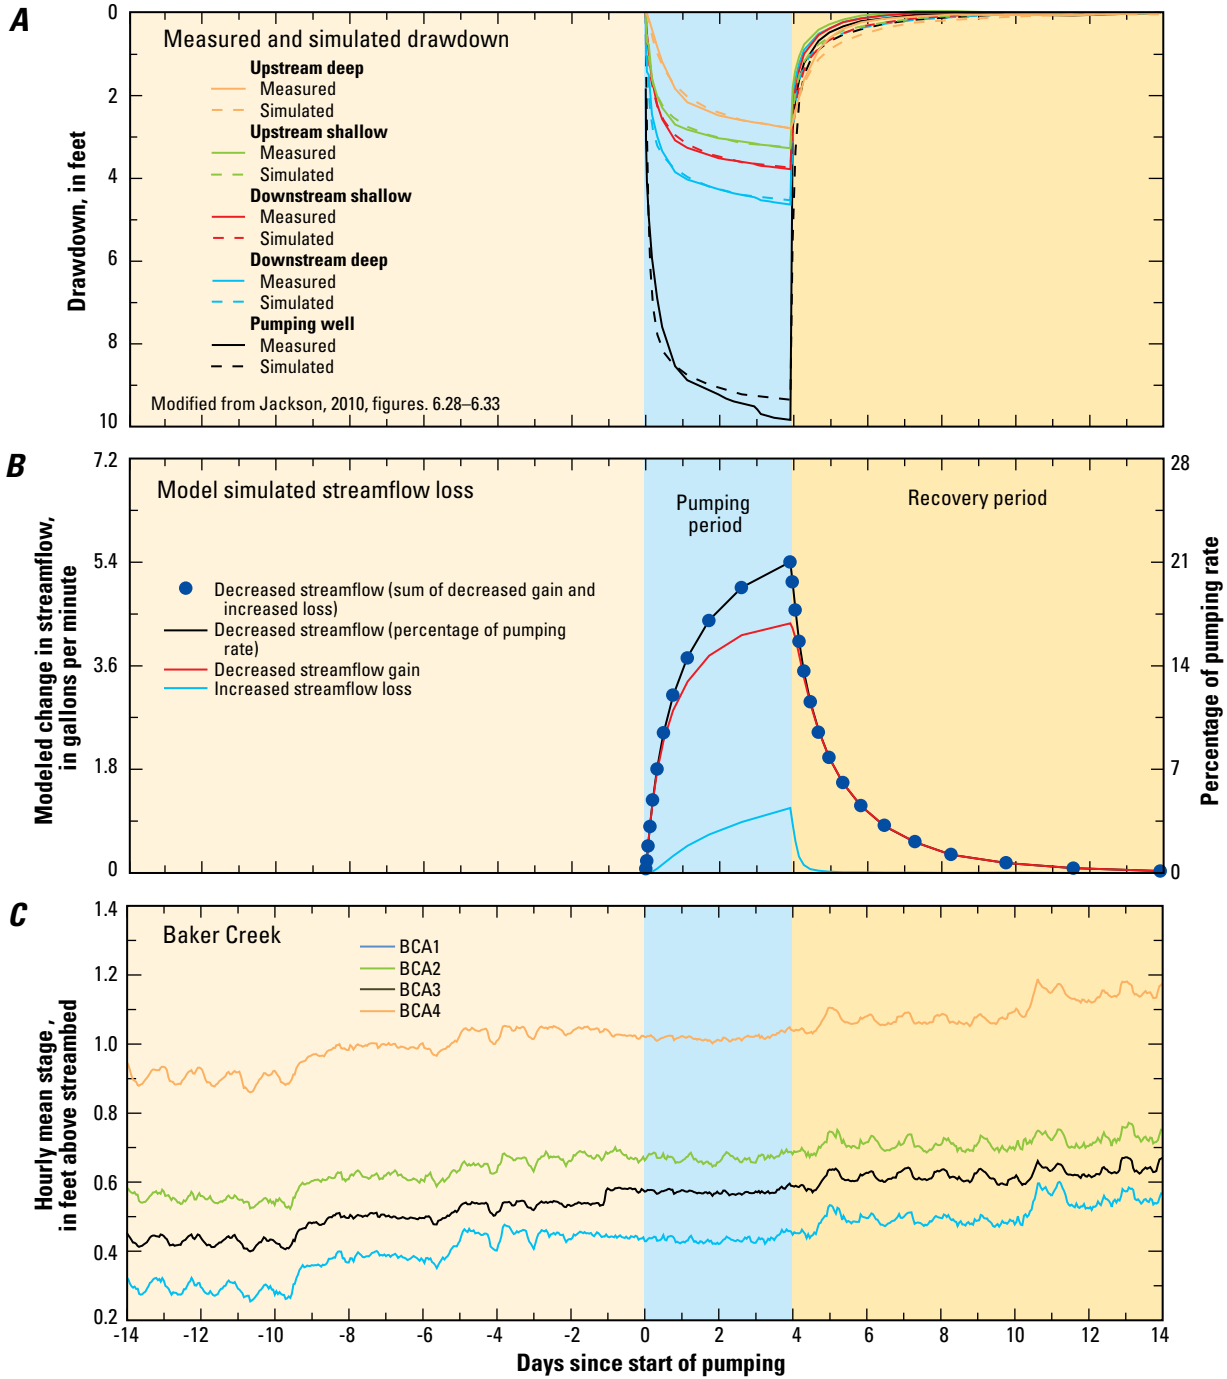 A
Measured and simulated drawdown
Upstream deep
Measured
Simulated
Upstream shallow
Measured
Simulated
Downstream shallow
Measured
Simulated
Downstream deep
Measured
Simulated
Pumping well
Measured
Simulated
Modified from Jackson, 2010, figures. 6.28–6.33
Drawdown, in feet
0
2
4
6
8
10
B
Model simulated streamflow loss
Pumping
period
Recovery period
Decreased streamflow (sum of decreased gain and
increased loss)
Decreased streamflow (percentage of pumping
rate)
Decreased streamflow gain
Increased streamflow loss
Modeled change in streamflow,
in gallons per minute
7.2
5.4
3.6
1.8
0
28
21
14
7
0
Percentage of pumping rate
C
Baker Creek
BCA1
BCA2
BCA3
BCA4
Hourly mean stage ,
in feet above streambed
1.4
1.2
1.0
0.8
0.6
0.4
0.2
-14 -12 -10 -8 -6 -4 -2 0 2 4 6 8 10 12 14
Days since start of pumping